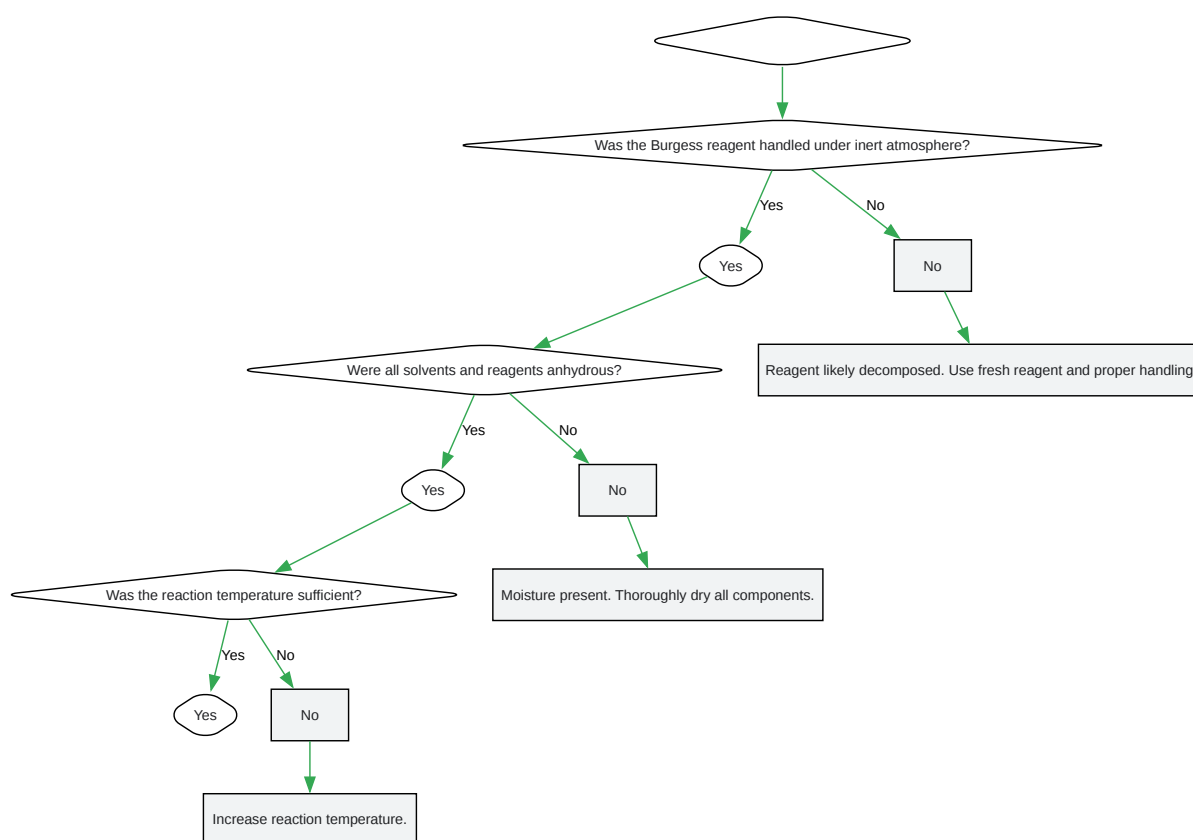 Was the Burgess reagent handled under inert atmosphere?
Yes
No
Yes
No
Were all solvents and reagents anhydrous?
Reagent likely decomposed. Use fresh reagent and proper handling
Yes
No
Yes
No
Was the reaction temperature sufficient?
Moisture present. Thoroughly dry all components.
Yes
No
Yes
No
Increase reaction temperature.